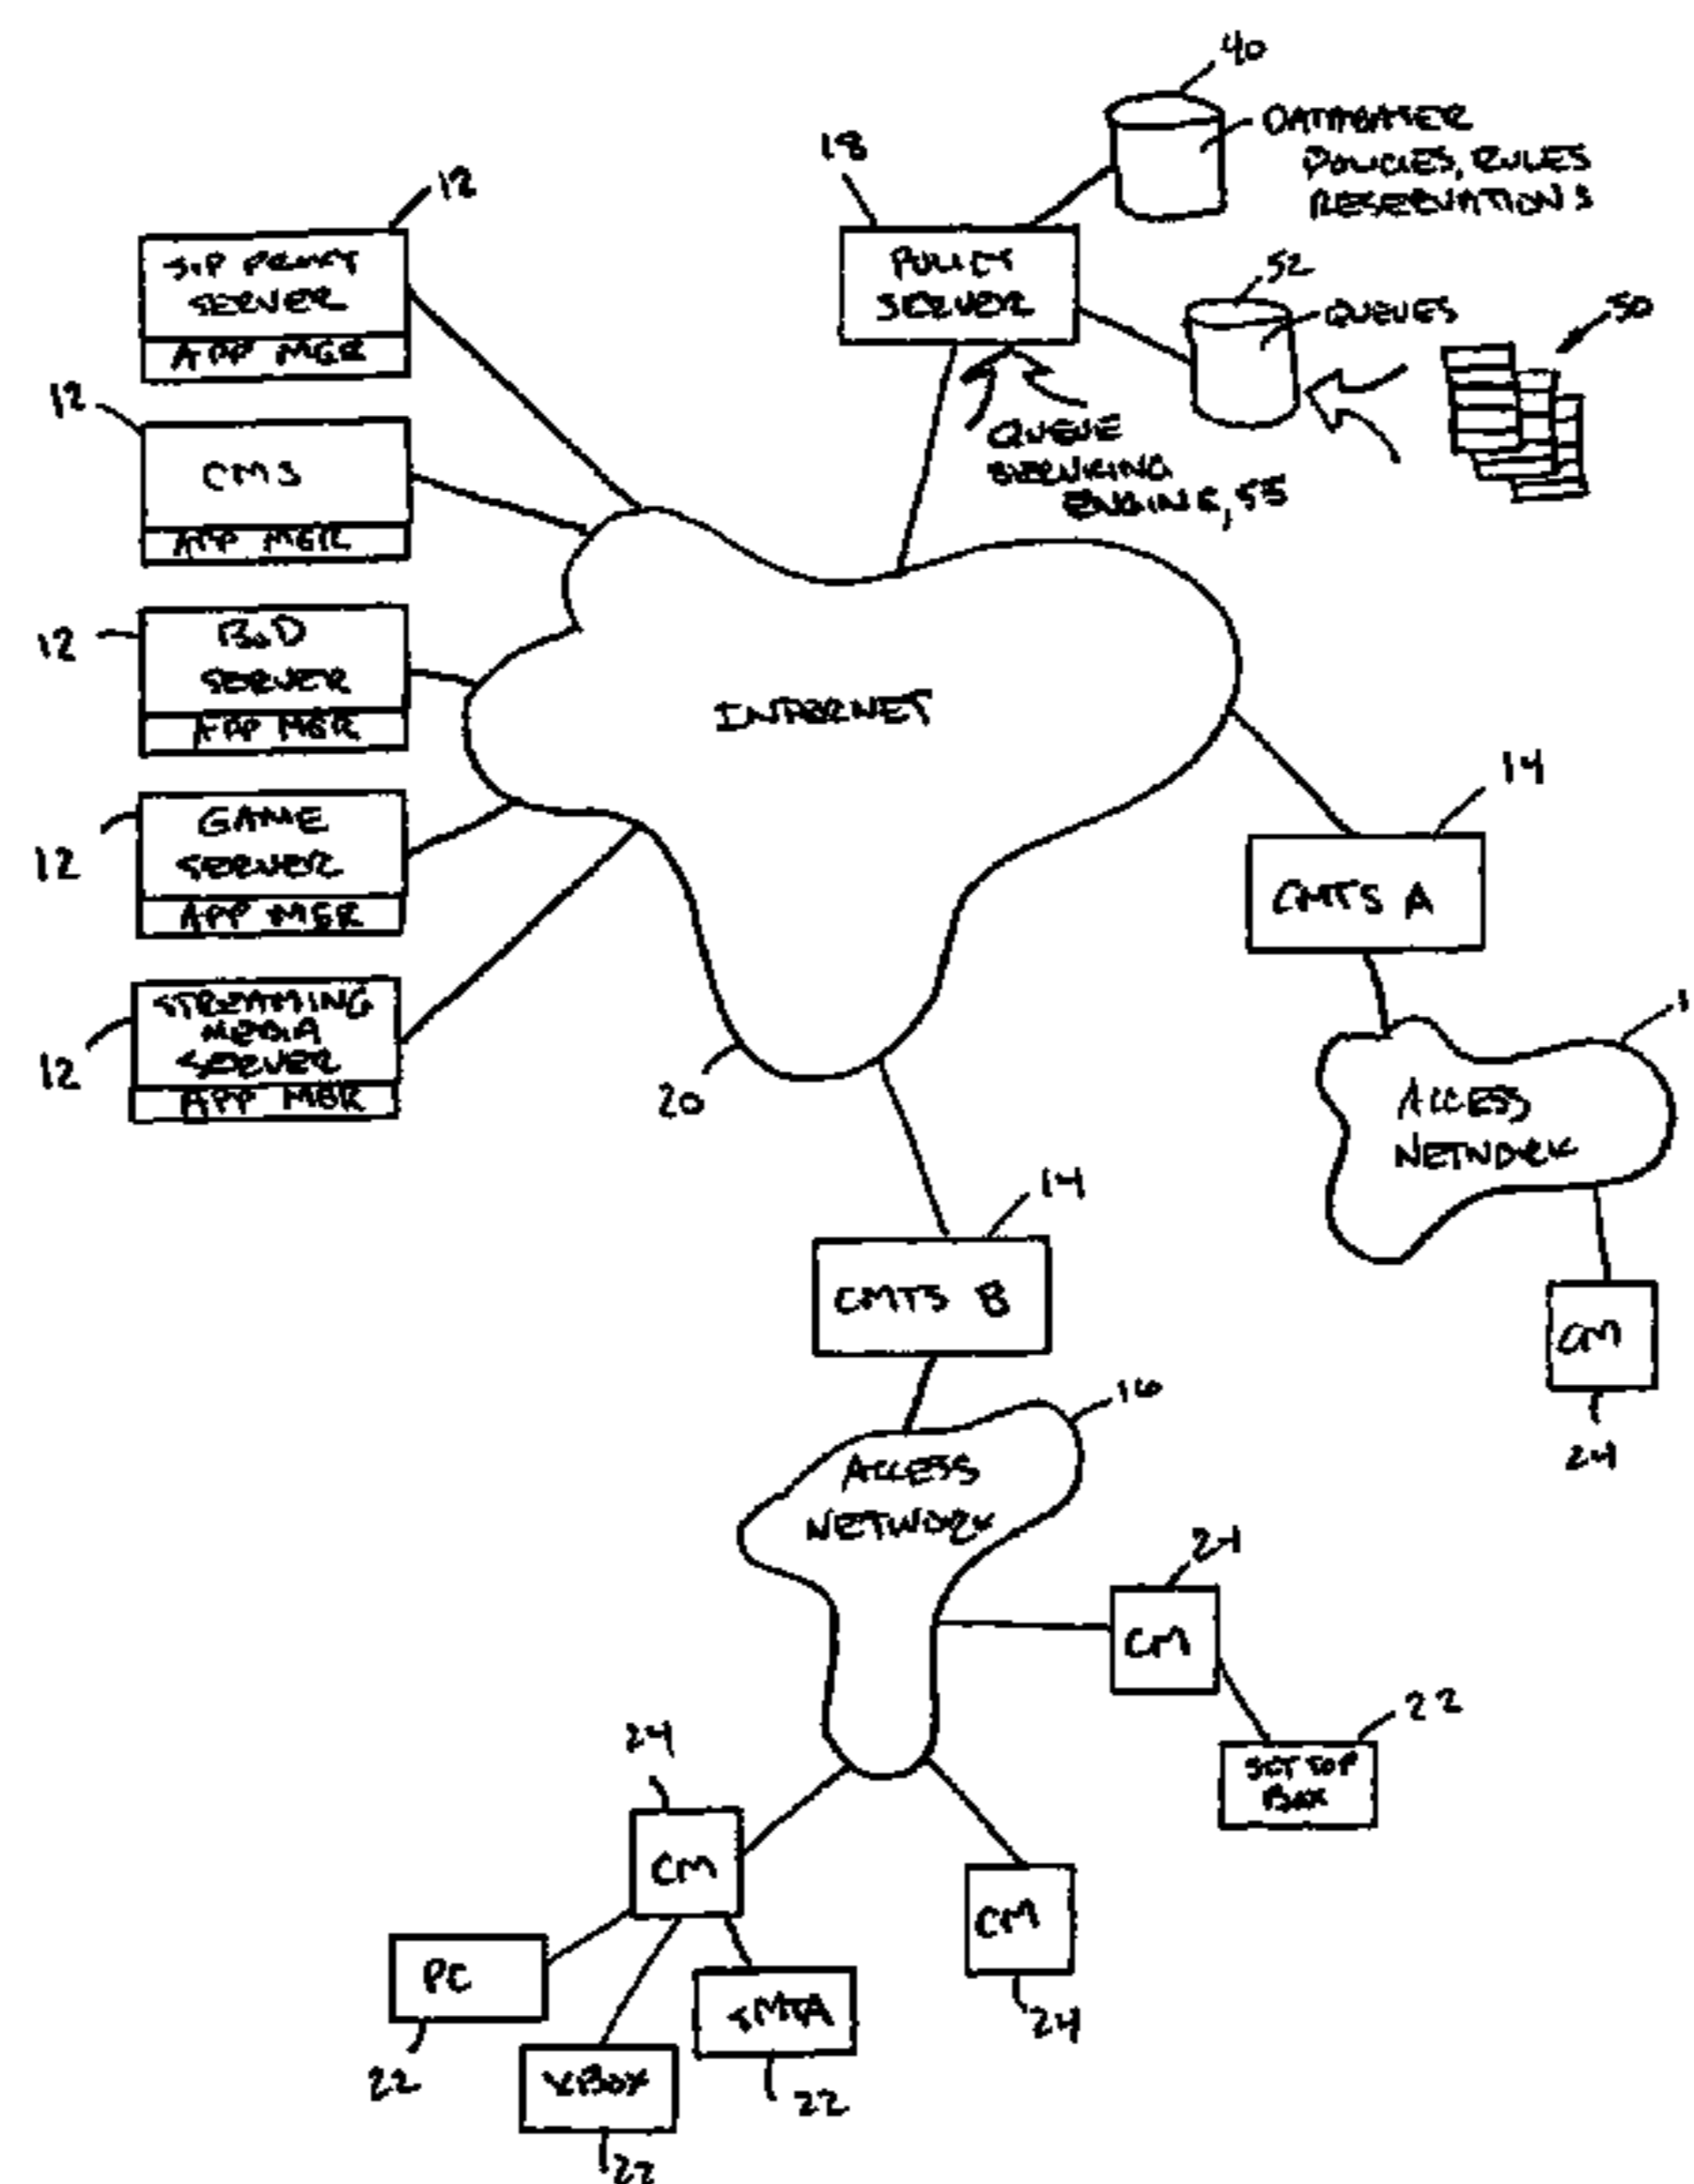 40
DATABASE
POLICIES, RULES
RESERVATIONS
18
POLICY
SERVER
52
QUEUES
50
QUEUE
SERVICING
ENGINE, 55
12
SIP PROXY
SERVER
APP MGR
12
CMS
APP MGR
12
BoD
SERVER
APP MGR
12
GAME
SERVER
APP MGR
12
STREAMING
MEDIA
SERVER
APP MGR
INTERNET
20
14
CMTS A
1
ACCESS
NETWORK
CM
24
14
CMTS B
16
ACCESS
NETWORK
24
CM
22
SET TOP
BOX
24
CM
CM
24
PC
22
XBOX
22
MTA
22